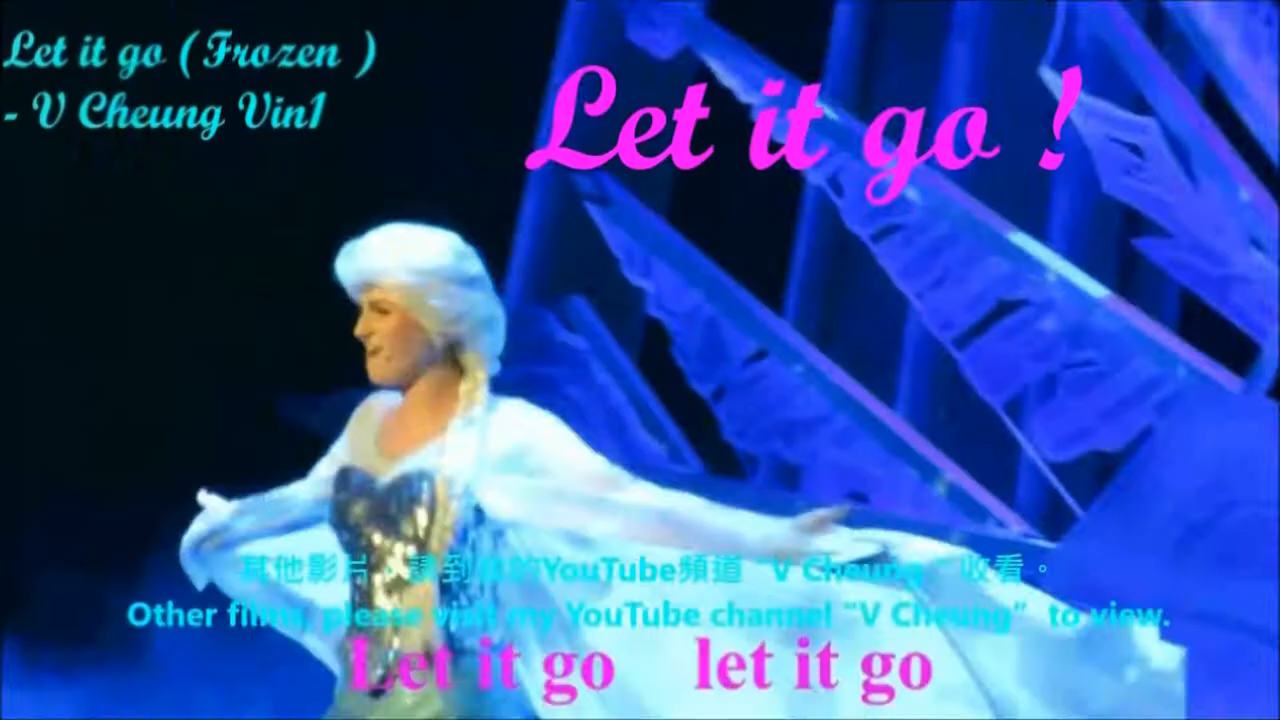 Let it go (Frozen )
- V Cheung Vin1
Let it go !
其他影片，請到我的YouTube頻道 "V Cheung" 收看。
Other films, please visit my YouTube channel "V Cheung" to view.
Let it go let it go